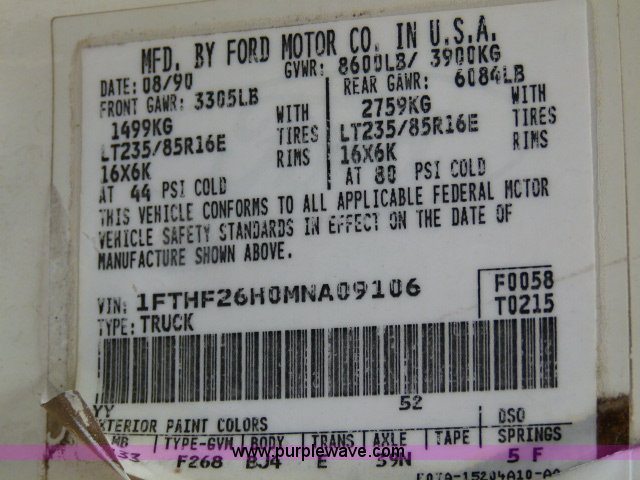 MFD. BY FORD MOTOR CO. IN U.S.A.
DATE: 08/90 GVWR: 8600LB/ 3900KG
FRONT GAWR: 3305LB REAR GAWR: 6084LB
1499KG WITH 2759KG WITH
LT235/85R16E TIRES LT235/85R16E TIRES
16X6K RIMS 16X6K RIMS
AT 44 PSI COLD AT 80 PSI COLD
THIS VEHICLE CONFORMS TO ALL APPLICABLE FEDERAL MOTOR
VEHICLE SAFETY STANDARDS IN EFFECT ON THE DATE OF
MANUFACTURE SHOWN ABOVE.
VIN: 1FTHF26H0MNA09106 F0058
TYPE: TRUCK T0215
YY 52
EXTERIOR PAINT COLORS DSO
WB TYPE-GVM BODY TRANS AXLE TAPE SPRINGS
133 F268 BJ4 E 39N 5 F
www.purplewave.com